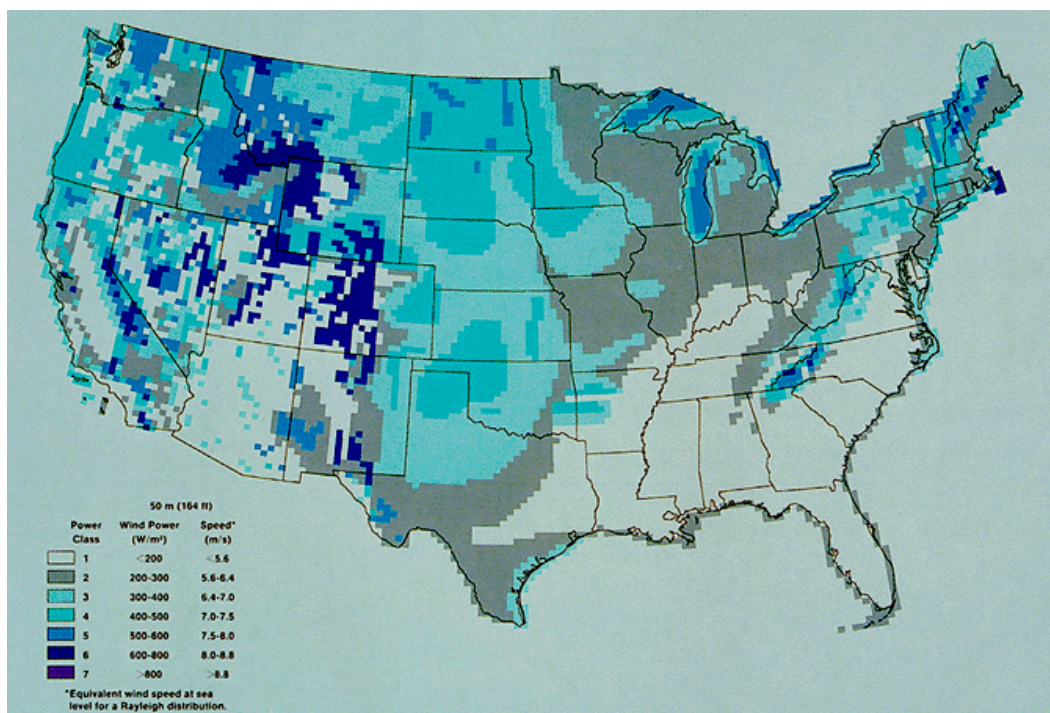 50 m (164 ft)
Power Wind Power Speed*
Class (W/m²) (m/s)
1 <200 <5.6
2 200-300 5.6-6.4
3 300-400 6.4-7.0
4 400-500 7.0-7.5
5 500-600 7.5-8.0
6 600-800 8.0-8.8
7 >800 >8.8
*Equivalent wind speed at sea
level for a Rayleigh distribution.